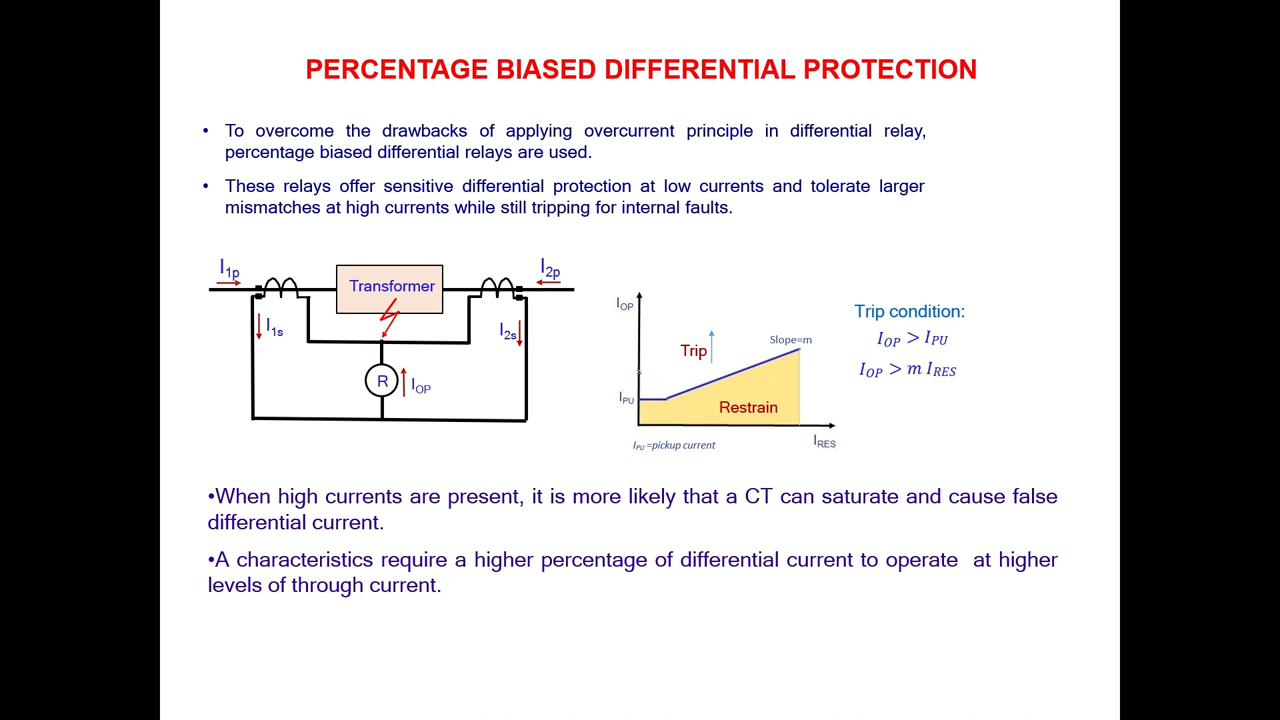 PERCENTAGE BIASED DIFFERENTIAL PROTECTION
• To overcome the drawbacks of applying overcurrent principle in differential relay,
percentage biased differential relays are used.
• These relays offer sensitive differential protection at low currents and tolerate larger
mismatches at high currents while still tripping for internal faults.
I1p
Transformer
I2p
I1s
I2s
R
IOP
IOP
Trip
Slope=m
IPU
Restrain
IRES
IPU =pickup current
Trip condition:
IOP > IPU
IOP > m IRES
•When high currents are present, it is more likely that a CT can saturate and cause false
differential current.
•A characteristics require a higher percentage of differential current to operate at higher
levels of through current.